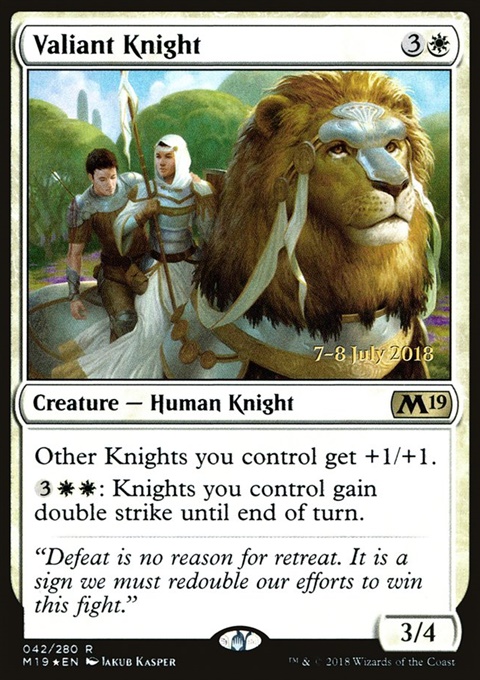 Valiant Knight 3
7–8 July 2018
Creature — Human Knight M19
Other Knights you control get +1/+1.
3 : Knights you control gain
double strike until end of turn.
“Defeat is no reason for retreat. It is a
sign we must redouble our efforts to win
this fight.”
3/4
042/280 R
M19★EN Jakub Kasper ™ & © 2018 Wizards of the Coast